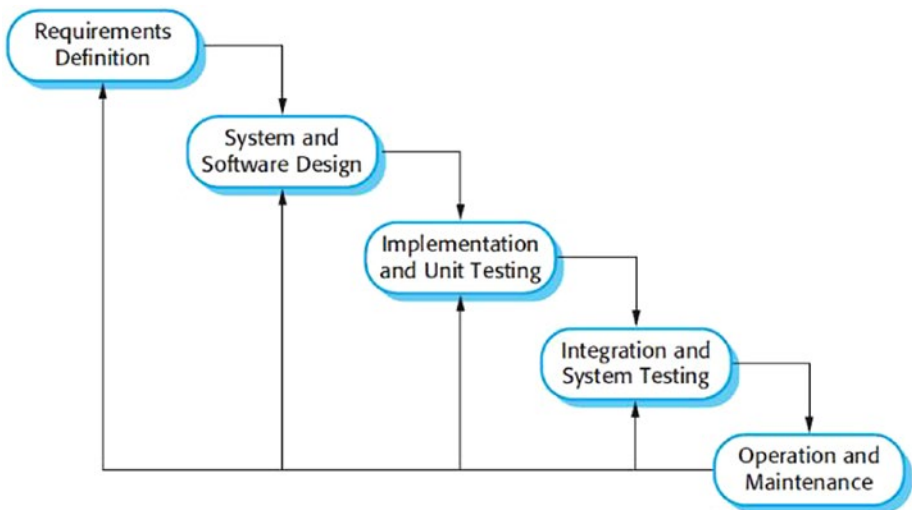 Requirements
Definition
System and
Software Design
Implementation
and Unit Testing
Integration and
System Testing
Operation and
Maintenance